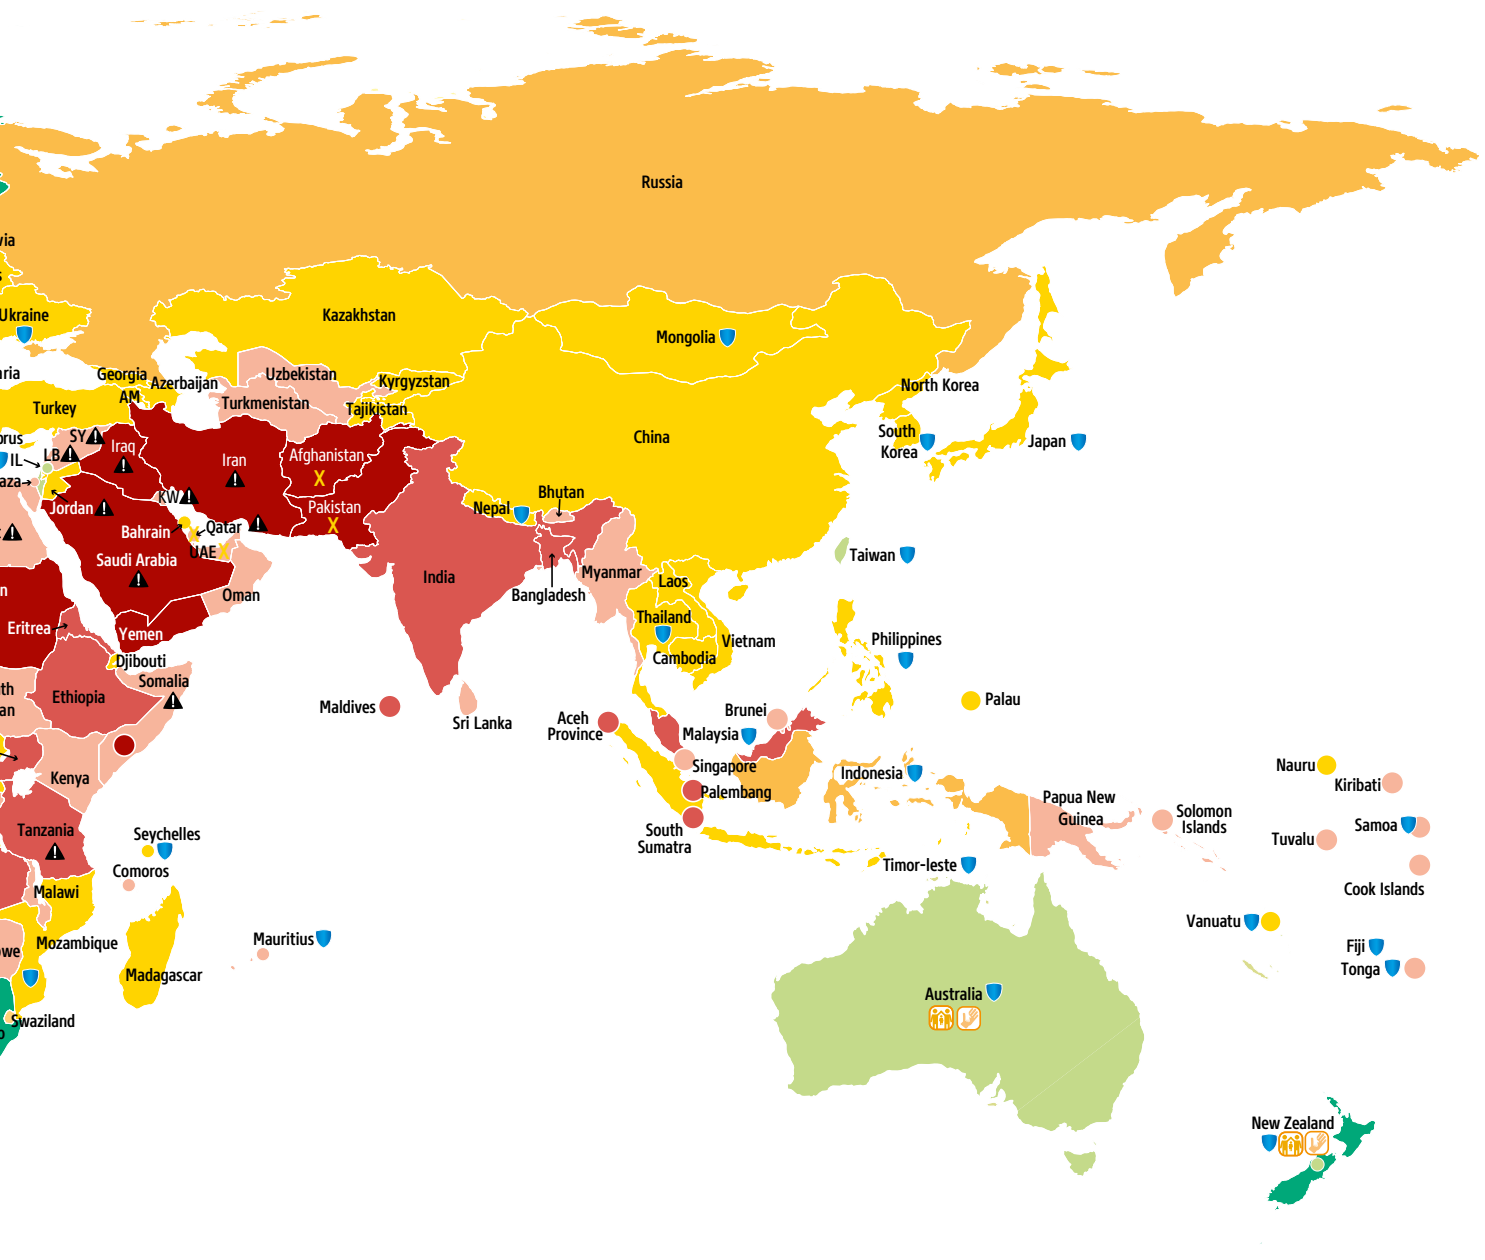 Russia
via
Ukraine
Kazakhstan
Mongolia
ria
Georgia
Azerbaijan
Uzbekistan
Kyrgyzstan
North Korea
AM
Turkmenistan
Tajikistan
Turkey
China
South
Korea
Japan
prus
SY
Iraq
LB
IL
Iran
Afghanistan
aza
KW
Jordan
Pakistan
X
X
Nepal
Bhutan
Bahrain
Qatar
UAE
Saudi Arabia
Taiwan
India
Myanmar
Laos
Oman
Bangladesh
n
Eritrea
Yemen
Thailand
Vietnam
Philippines
Djibouti
Cambodia
Somalia
th
an
Ethiopia
Maldives
Sri Lanka
Aceh
Province
Brunei
Malaysia
Palau
Singapore
Indonesia
Nauru
Kiribati
Kenya
Palembang
Papua New
Guinea
Solomon
Islands
Samoa
Tanzania
Seychelles
South
Sumatra
Tuvalu
Comoros
Timor-leste
Malawi
Cook Islands
Vanuatu
Mauritius
Mozambique
we
Fiji
Tonga
Madagascar
Australia
Swaziland
o
New Zealand